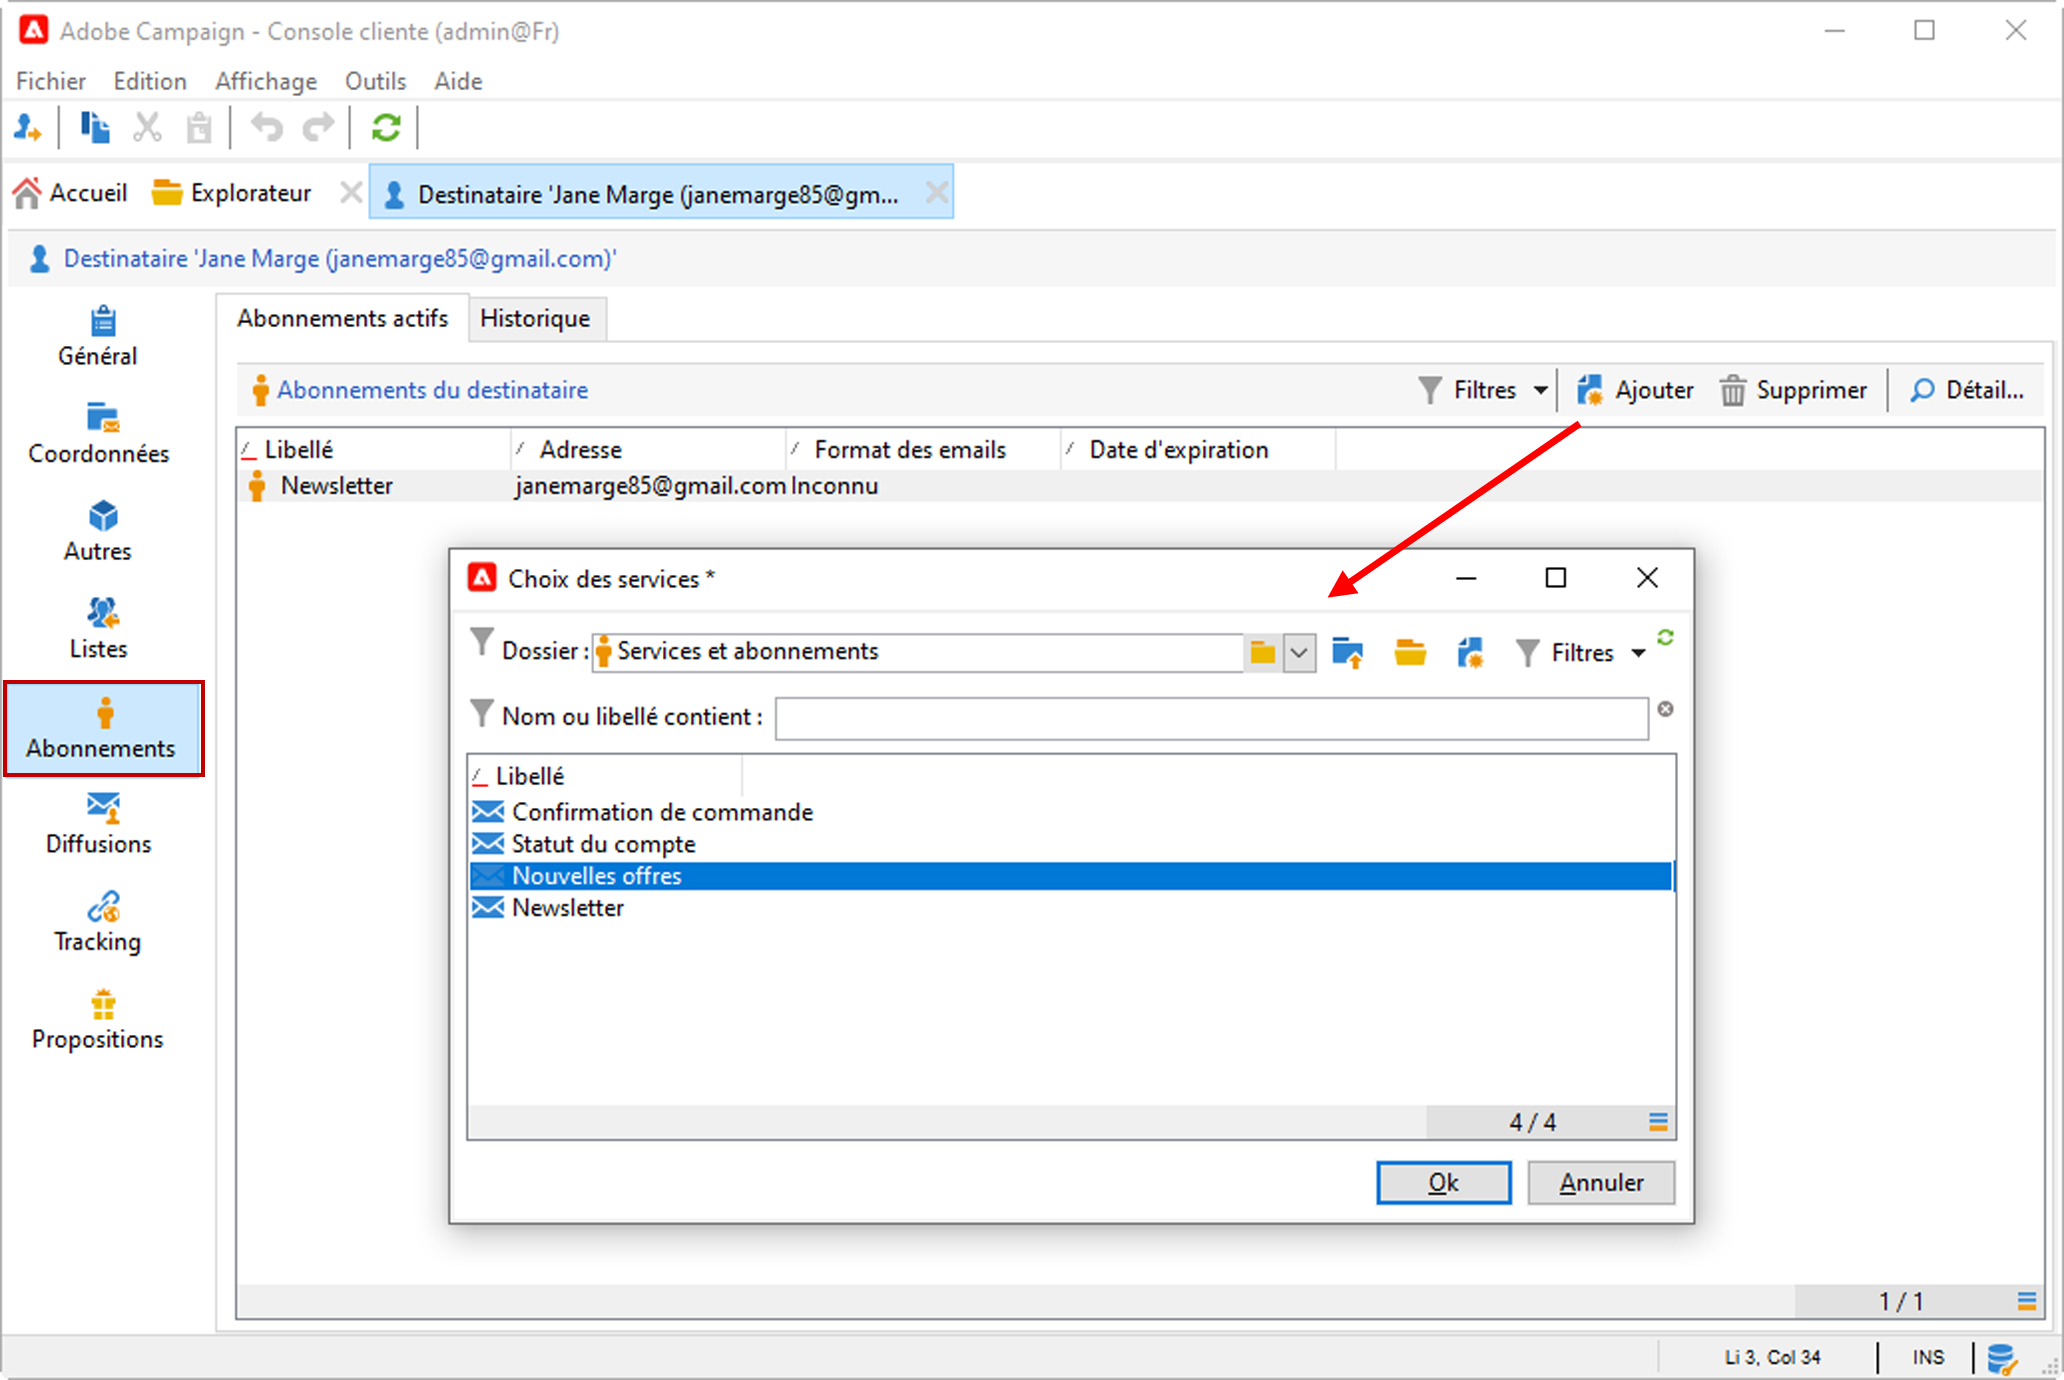 Adobe Campaign - Console cliente (admin@Fr)
Fichier Edition Affichage Outils Aide
Accueil Explorateur Destinataire 'Jane Marge (janemarge85@gm...
Destinataire 'Jane Marge (janemarge85@gmail.com)'
Général
Coordonnées
Autres
Listes
Abonnements
Diffusions
Tracking
Propositions
Abonnements actifs Historique
Abonnements du destinataire Filtres Ajouter Supprimer Détail...
Libellé Adresse Format des emails Date d'expiration
Newsletter janemarge85@gmail.com Inconnu
Choix des services *
Dossier : Services et abonnements Filtres
Nom ou libellé contient :
Libellé
Confirmation de commande
Statut du compte
Nouvelles offres
Newsletter
4 / 4
Ok Annuler
1 / 1
Li 3, Col 34 INS